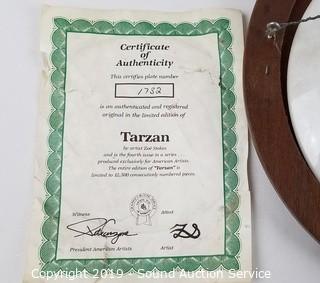 Certificate of
Authenticity
This certifies plate number
1782
is an authenticated and registered
original in the limited edition of
Tarzan
by artist Zoë Stokes
and is the fourth issue in a series
produced exclusively for American Artists.
The entire edition of "Tarzan" is
limited to 12,500 consecutively numbered pieces.
Witness
Artist
President American Artists
Artist
Copyright 2019 - Sound Auction Service